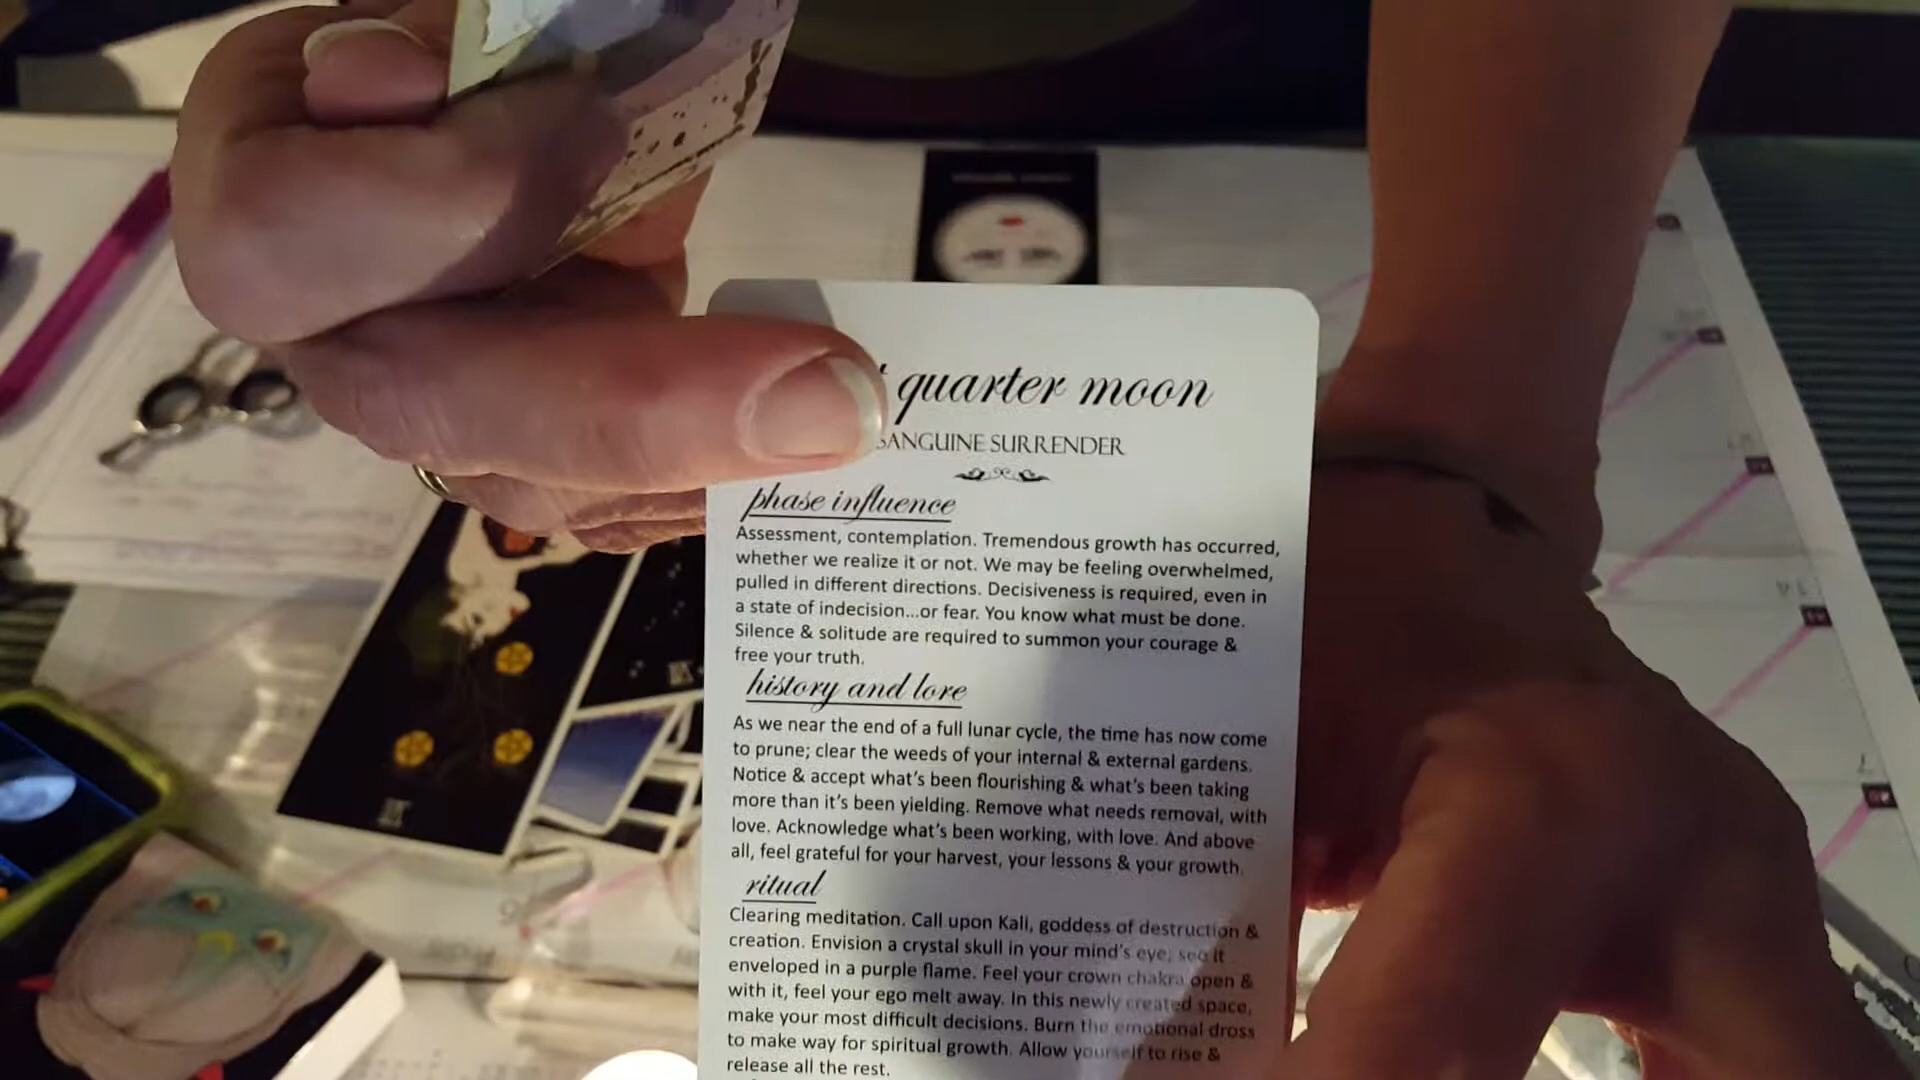 quarter moon
SANGUINE SURRENDER
phase influence
Assessment, contemplation. Tremendous growth has occurred,
whether we realize it or not. We may be feeling overwhelmed,
pulled in different directions. Decisiveness is required, even in
a state of indecision...or fear. You know what must be done.
Silence & solitude are required to summon your courage &
free your truth.
history and lore
As we near the end of a full lunar cycle, the time has now come
to prune; clear the weeds of your internal & external gardens.
Notice & accept what's been flourishing & what's been taking
more than it's been yielding. Remove what needs removal, with
love. Acknowledge what's been working, with love. And above
all, feel grateful for your harvest, your lessons & your growth.
ritual
Clearing meditation. Call upon Kali, goddess of destruction &
creation. Envision a crystal skull in your mind's eye; see it
enveloped in a purple flame. Feel your crown chakra open &
with it, feel your ego melt away. In this newly created space,
make your most difficult decisions. Burn the emotional dross
to make way for spiritual growth. Allow yourself to rise &
release all the rest.